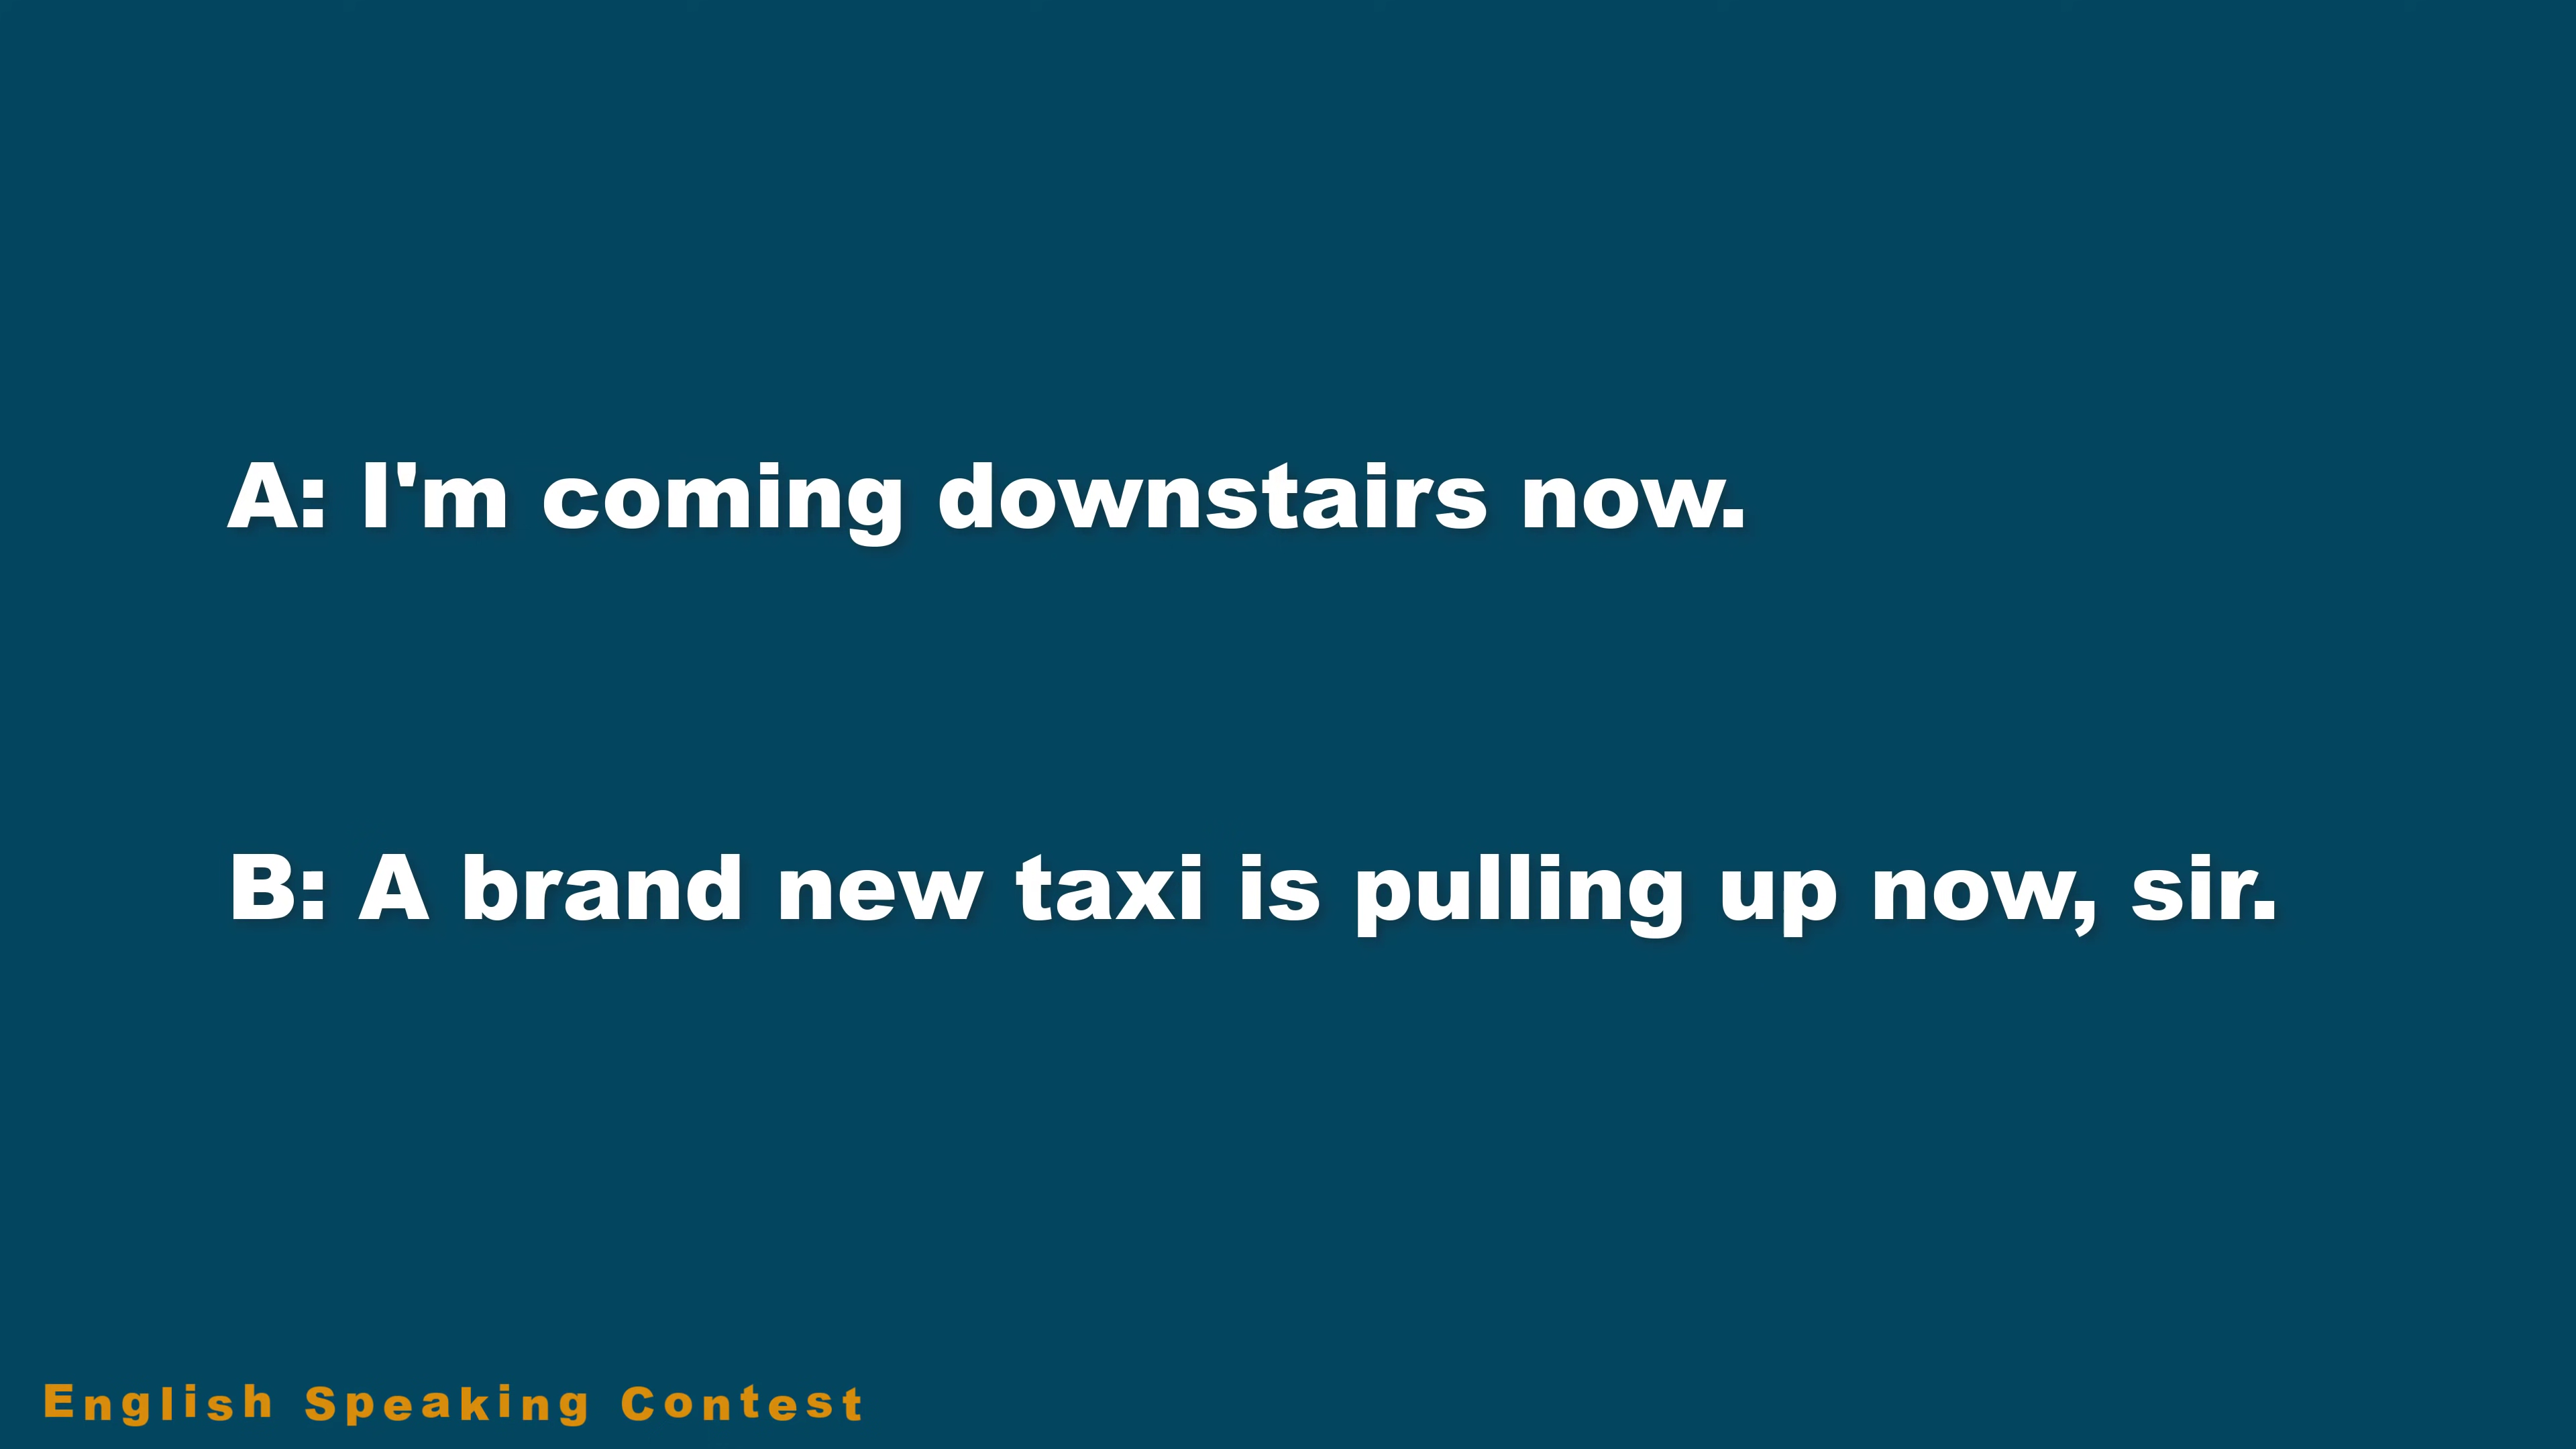 A: I'm coming downstairs now.
B: A brand new taxi is pulling up now, sir.
English Speaking Contest